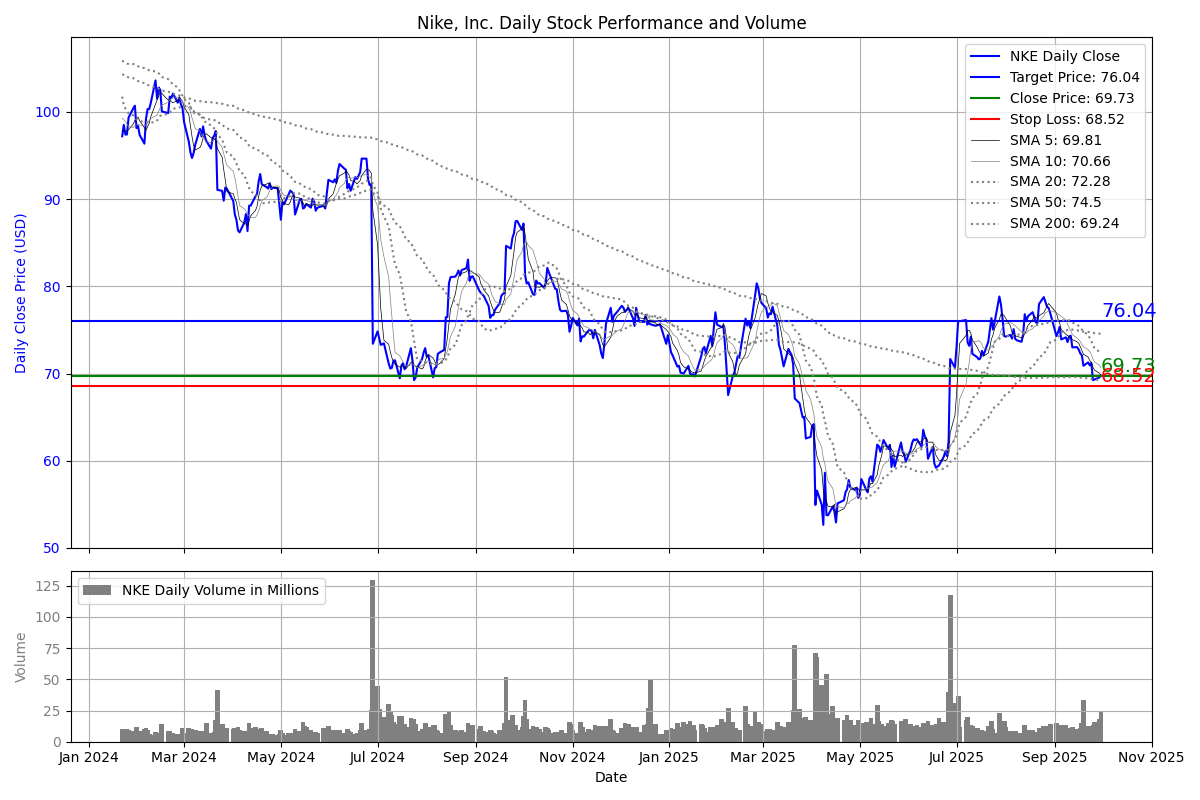 Nike, Inc. Daily Stock Performance and Volume
Daily Close Price (USD)
100
90
80
70
60
50
NKE Daily Close
Target Price: 76.04
Close Price: 69.73
Stop Loss: 68.52
SMA 5: 69.81
SMA 10: 70.66
SMA 20: 72.28
SMA 50: 74.5
SMA 200: 69.24
76.04
69.73
68.52
Volume
125
100
75
50
25
0
NKE Daily Volume in Millions
Jan 2024 Mar 2024 May 2024 Jul 2024 Sep 2024 Nov 2024 Jan 2025 Mar 2025 May 2025 Jul 2025 Sep 2025 Nov 2025
Date